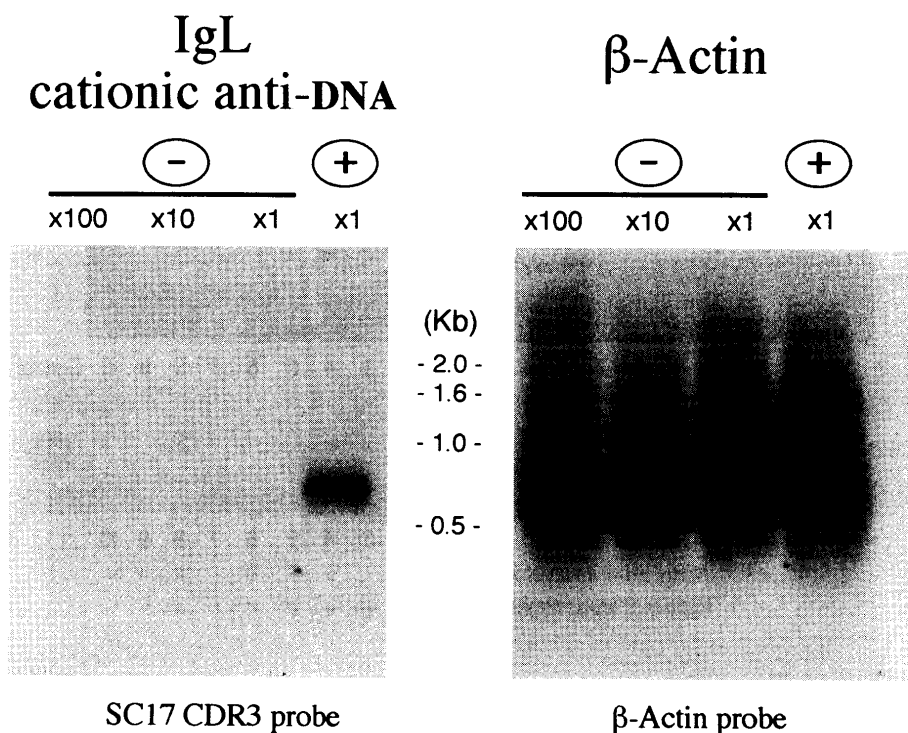 IgL
cationic anti-DNA
β-Actin
- + - +
x100 x10 x1 x1 x100 x10 x1 x1
(Kb)
- 2.0 -
- 1.6 -
- 1.0 -
- 0.5 -
SC17 CDR3 probe
β-Actin probe